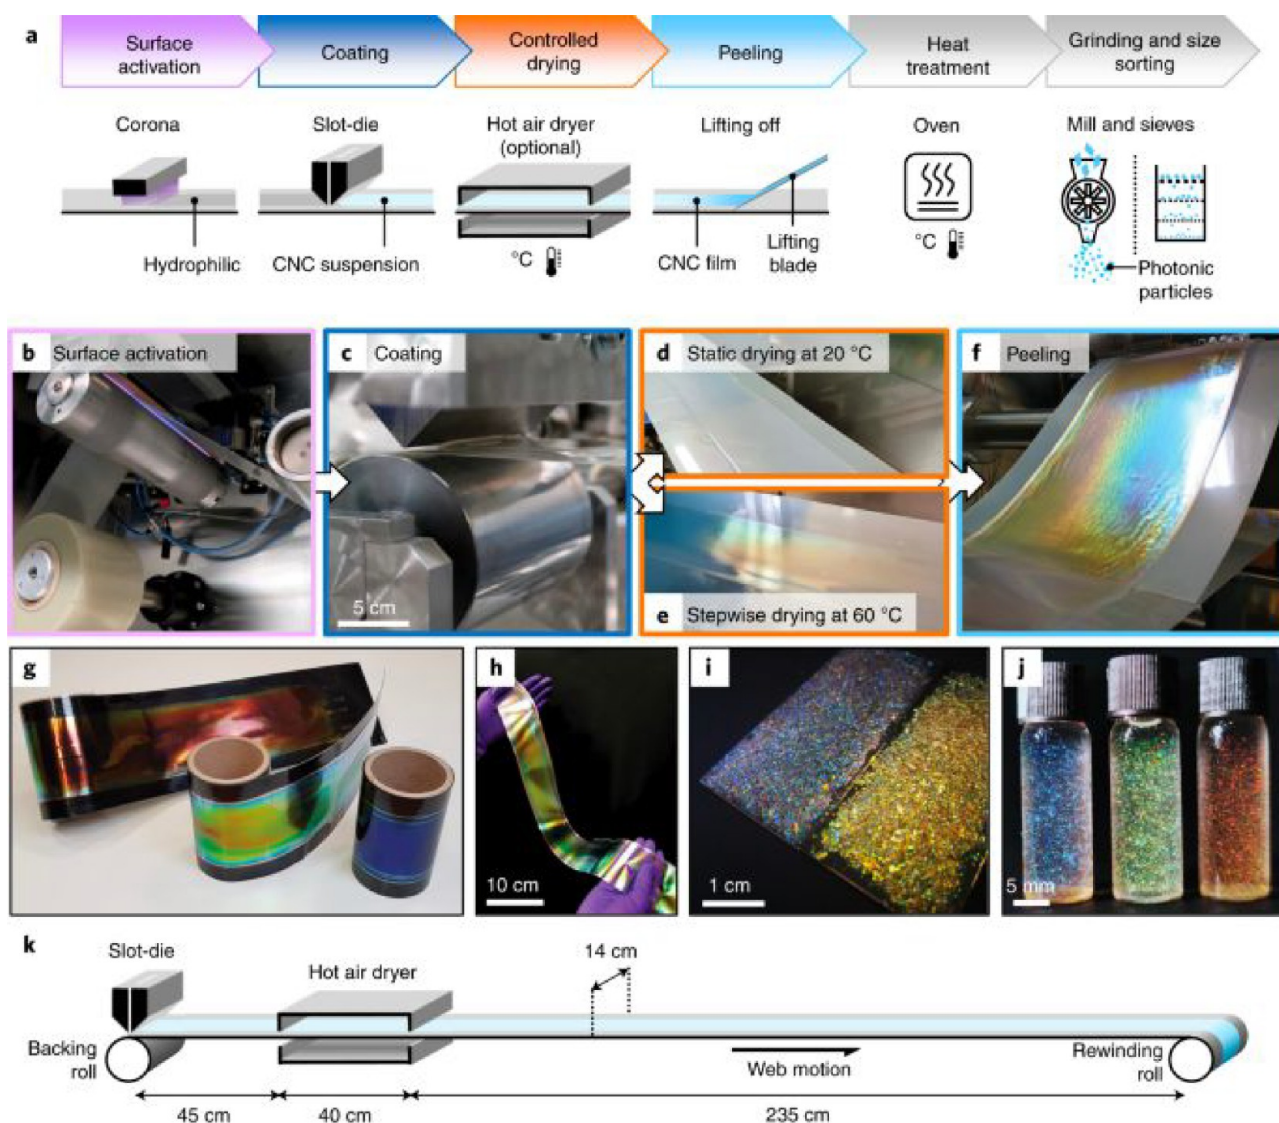 a
Surface
activation
Coating
Controlled
drying
Peeling
Heat
treatment
Grinding and size
sorting
Corona
Slot-die
Hot air dryer
(optional)
Lifting off
Oven
Mill and sieves
Hydrophilic
CNC suspension
°C
CNC film
Lifting
blade
°C
Photonic
particles
b Surface activation
c Coating
5 cm
d Static drying at 20 °C
e Stepwise drying at 60 °C
f Peeling
g
h
10 cm
i
1 cm
j
5 mm
k
Slot-die
Hot air dryer
14 cm
Backing
roll
Web motion
Rewinding
roll
45 cm
40 cm
235 cm